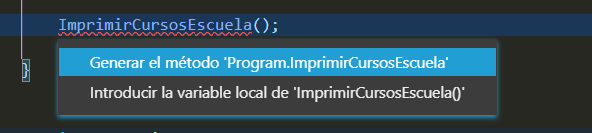 ImprimirCursosEscuela();
Generar el método 'Program.ImprimirCursosEscuela'
}
Introducir la variable local de 'ImprimirCursosEscuela()'